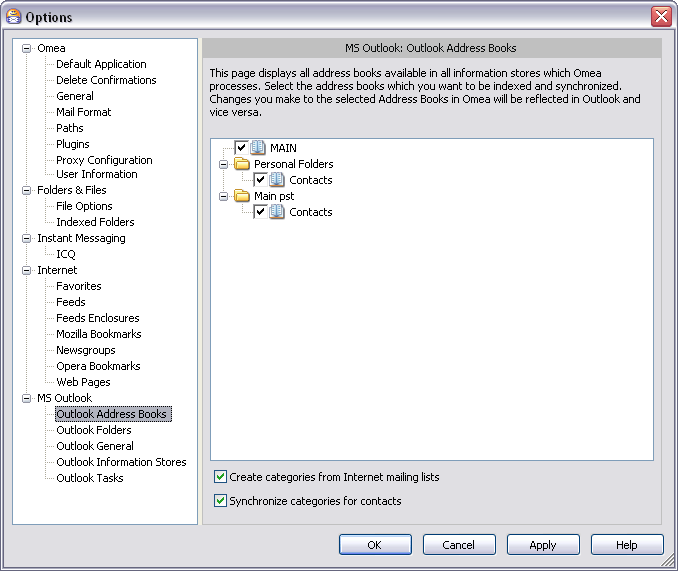 Options
Omea
Default Application
Delete Confirmations
General
Mail Format
Paths
Plugins
Proxy Configuration
User Information
Folders & Files
File Options
Indexed Folders
Instant Messaging
ICQ
Internet
Favorites
Feeds
Feeds Enclosures
Mozilla Bookmarks
Newsgroups
Opera Bookmarks
Web Pages
MS Outlook
Outlook Address Books
Outlook Folders
Outlook General
Outlook Information Stores
Outlook Tasks
MS Outlook: Outlook Address Books
This page displays all address books available in all information stores which Omea
processes. Select the address books which you want to be indexed and synchronized.
Changes you make to the selected Address Books in Omea will be reflected in Outlook and
vice versa.
MAIN
Personal Folders
Contacts
Main pst
Contacts
Create categories from Internet mailing lists
Synchronize categories for contacts
OK
Cancel
Apply
Help